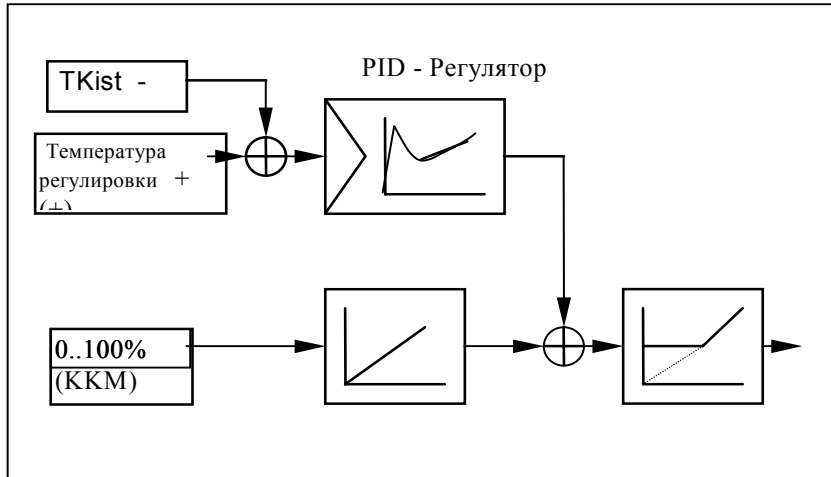 PID - Регулятор
TKist -
Температура
регулировки +
(+)
0..100%
(KKM)